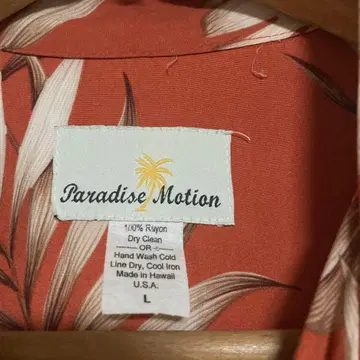 Paradise Motion
100% Rayon
Dry Clean
-OR-
Hand Wash Cold
Line Dry, Cool Iron
Made in Hawaii
U.S.A.
L